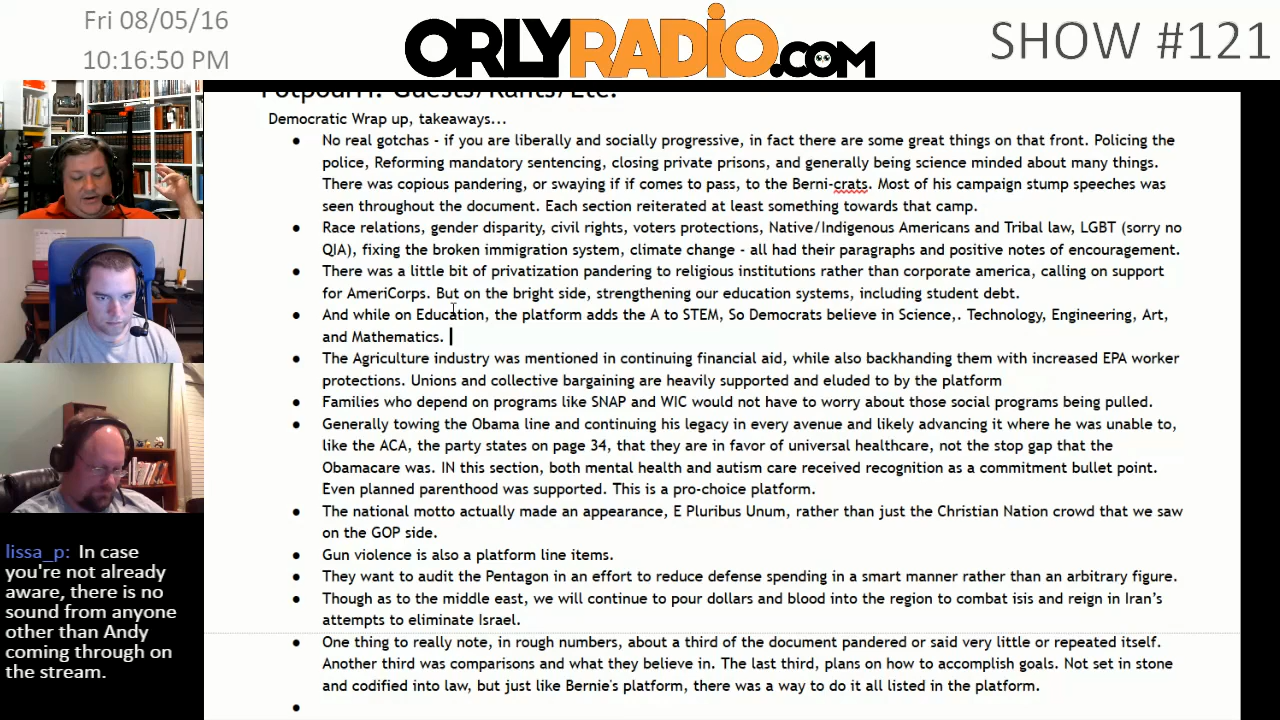 Fri 08/05/16
10:16:50 PM
ORLYRADIO.COM
SHOW #121
Potpourri: Guests/Rants/Etc.
Democratic Wrap up, takeaways...
● No real gotchas - if you are liberally and socially progressive, in fact there are some great things on that front. Policing the
police, Reforming mandatory sentencing, closing private prisons, and generally being science minded about many things.
There was copious pandering, or swaying if if comes to pass, to the Berni-crats. Most of his campaign stump speeches was
seen throughout the document. Each section reiterated at least something towards that camp.
● Race relations, gender disparity, civil rights, voters protections, Native/Indigenous Americans and Tribal law, LGBT (sorry no
QIA), fixing the broken immigration system, climate change - all had their paragraphs and positive notes of encouragement.
● There was a little bit of privatization pandering to religious institutions rather than corporate america, calling on support
for AmeriCorps. But on the bright side, strengthening our education systems, including student debt.
● And while on Education, the platform adds the A to STEM, So Democrats believe in Science,. Technology, Engineering, Art,
and Mathematics.
● The Agriculture industry was mentioned in continuing financial aid, while also backhanding them with increased EPA worker
protections. Unions and collective bargaining are heavily supported and eluded to by the platform
● Families who depend on programs like SNAP and WIC would not have to worry about those social programs being pulled.
● Generally towing the Obama line and continuing his legacy in every avenue and likely advancing it where he was unable to,
like the ACA, the party states on page 34, that they are in favor of universal healthcare, not the stop gap that the
Obamacare was. IN this section, both mental health and autism care received recognition as a commitment bullet point.
Even planned parenthood was supported. This is a pro-choice platform.
● The national motto actually made an appearance, E Pluribus Unum, rather than just the Christian Nation crowd that we saw
on the GOP side.
● Gun violence is also a platform line items.
● They want to audit the Pentagon in an effort to reduce defense spending in a smart manner rather than an arbitrary figure.
● Though as to the middle east, we will continue to pour dollars and blood into the region to combat isis and reign in Iran's
attempts to eliminate Israel.
● One thing to really note, in rough numbers, about a third of the document pandered or said very little or repeated itself.
Another third was comparisons and what they believe in. The last third, plans on how to accomplish goals. Not set in stone
and codified into law, but just like Bernie's platform, there was a way to do it all listed in the platform.
●
lissa_p: In case
you're not already
aware, there is no
sound from anyone
other than Andy
coming through on
the stream.